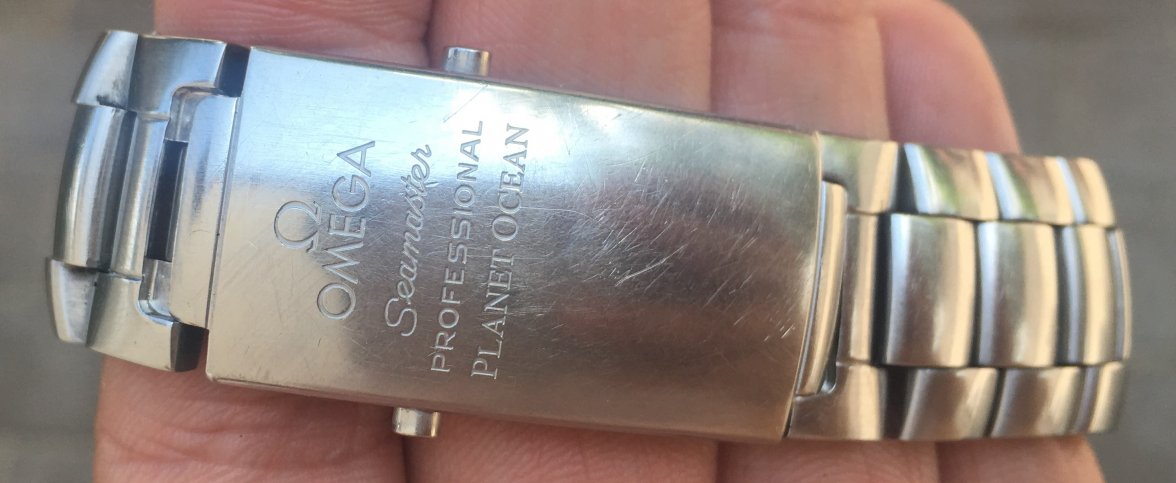 Ω
OMEGA
Seamaster
PROFESSIONAL
PLANET OCEAN